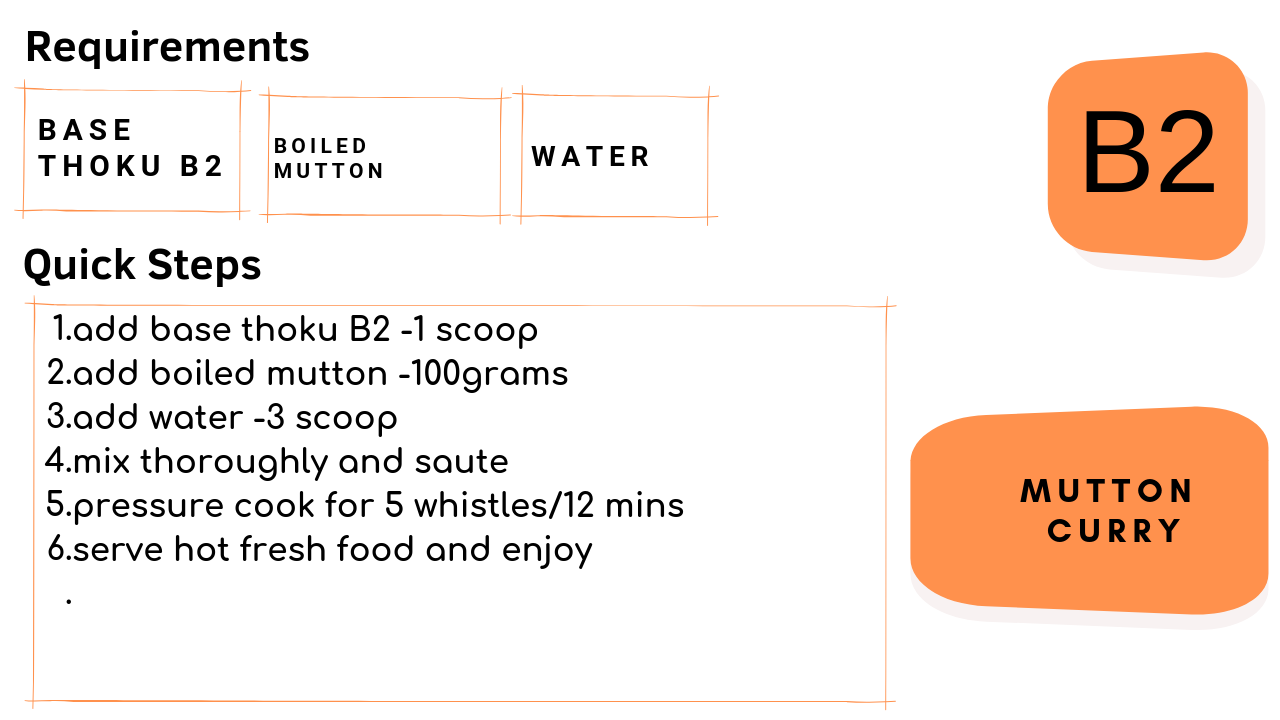 Requirements
BASE
THOKU B2
BOILED
MUTTON
WATER
B2
Quick Steps
1.add base thoku B2 -1 scoop
2.add boiled mutton -100grams
3.add water -3 scoop
4.mix thoroughly and saute
5.pressure cook for 5 whistles/12 mins
6.serve hot fresh food and enjoy
.
MUTTON
CURRY